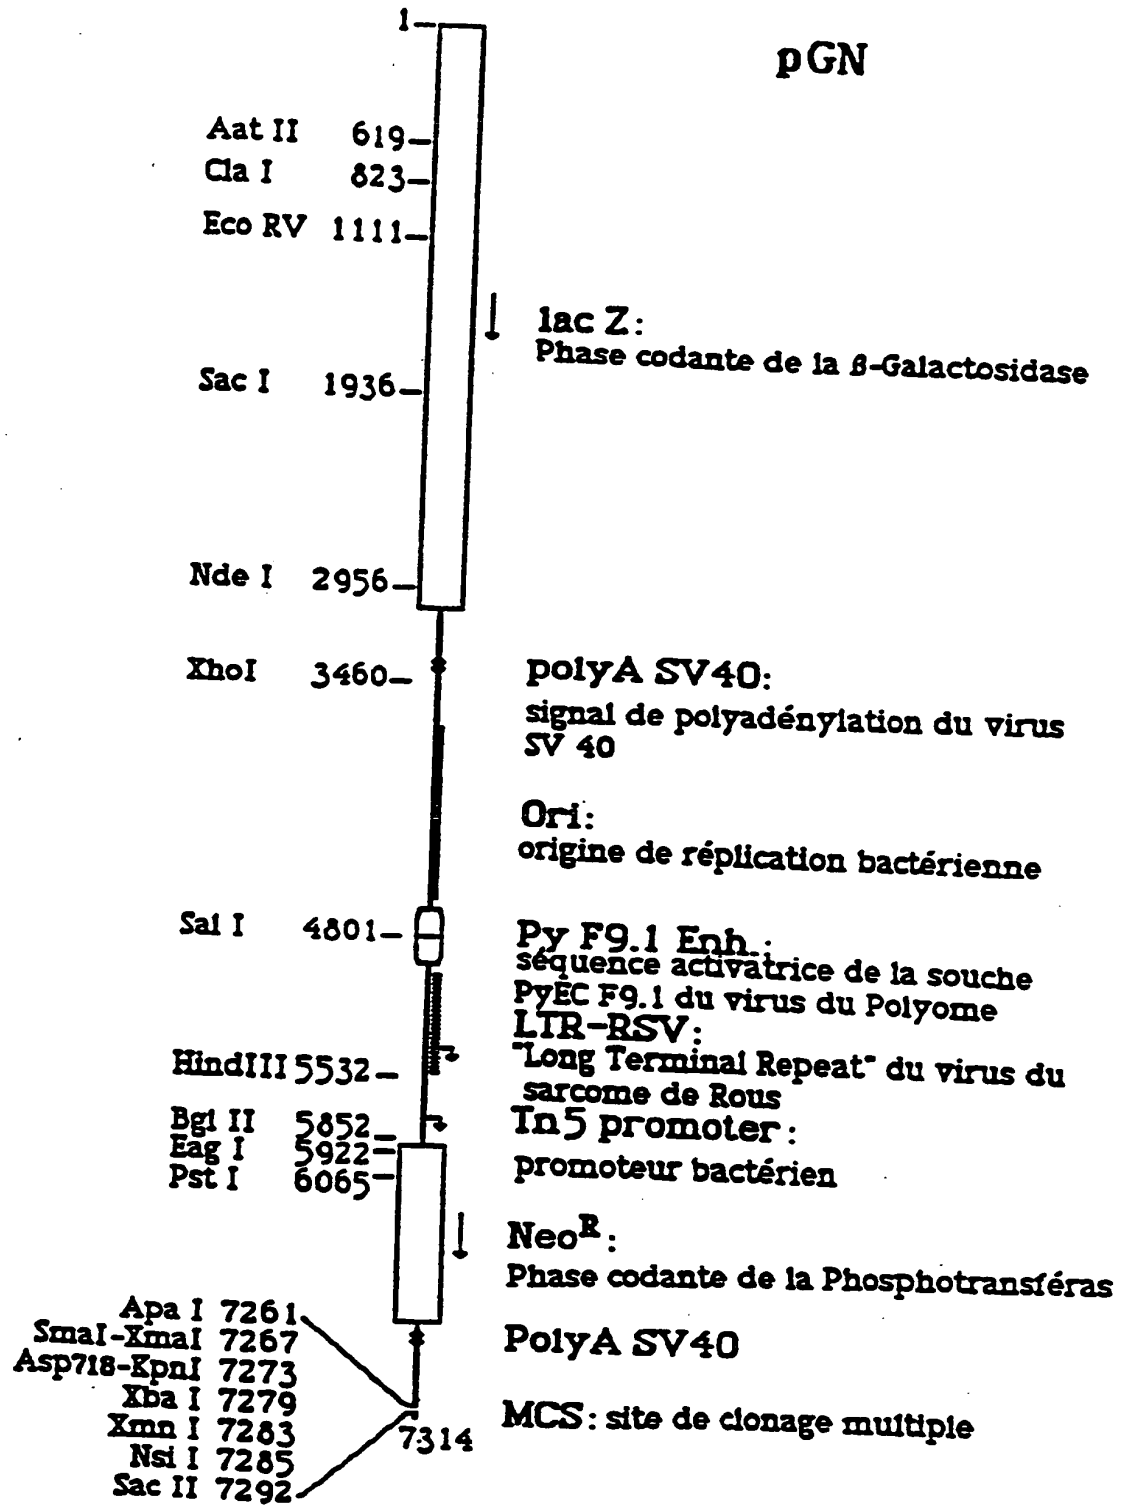 1
pGN
Aat II 619
Cla I 823
Eco RV 1111
lac Z:
Phase codante de la β-Galactosidase
Sac I 1936
Nde I 2956
XhoI 3460
polyA SV40:
signal de polyadénylation du virus
SV 40
Ori:
origine de réplication bactérienne
Sal I 4801
Py F9.1 Enh.:
séquence activatrice de la souche
PyEC F9.1 du virus du Polyome
LTR-RSV:
"Long Terminal Repeat" du virus du
sarcome de Rous
HindIII 5532
Bgl II 5852
Eag I 5922
Pst I 6065
Tn5 promoter:
promoteur bactérien
Neo^R:
Phase codante de la Phosphotransféras
Apa I 7261
SmaI-XmaI 7267
Asp718-KpnI 7273
Xba I 7279
Xmn I 7283
Nsi I 7285
Sac II 7292
PolyA SV40
7314
MCS: site de clonage multiple